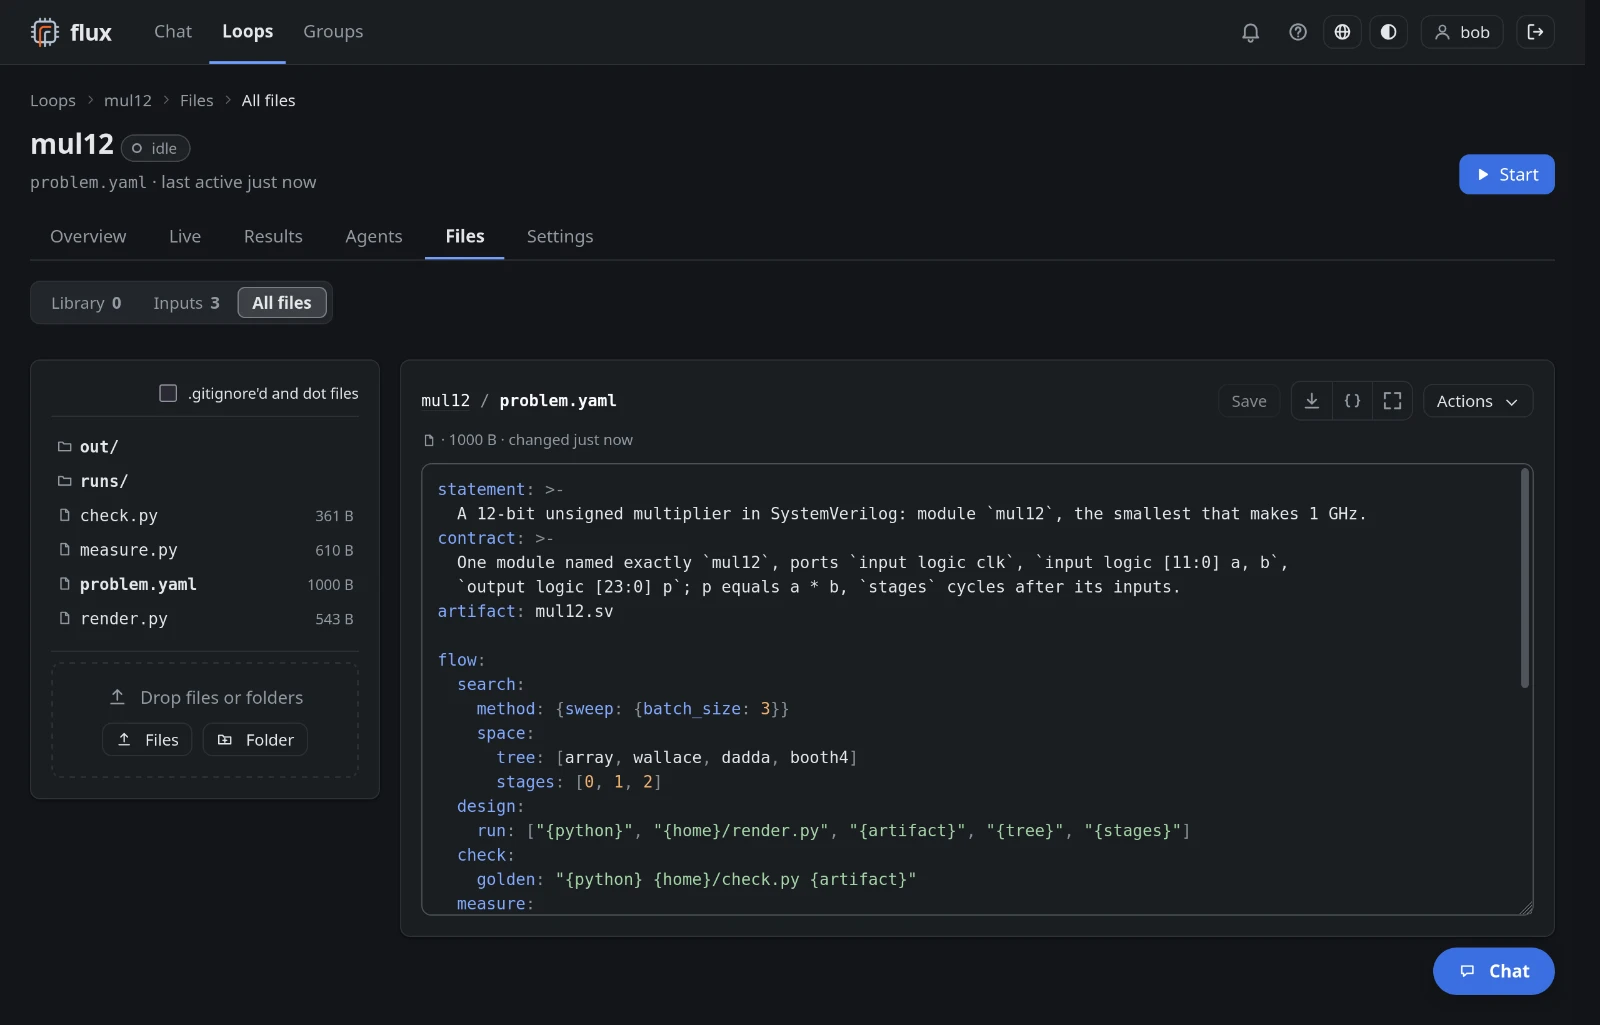 flux Chat Loops Groups bob
Loops > mul12 > Files > All files
mul12 idle
problem.yaml · last active just now
Start
Overview Live Results Agents Files Settings
Library 0 Inputs 3 All files
.gitignore'd and dot files
out/
runs/
check.py 361 B
measure.py 610 B
problem.yaml 1000 B
render.py 543 B
Drop files or folders
Files Folder
mul12 / problem.yaml Save {} Actions
· 1000 B · changed just now
statement: >-
  A 12-bit unsigned multiplier in SystemVerilog: module `mul12`, the smallest that makes 1 GHz.
contract: >-
  One module named exactly `mul12`, ports `input logic clk`, `input logic [11:0] a, b`,
  `output logic [23:0] p`; p equals a * b, `stages` cycles after its inputs.
artifact: mul12.sv
flow:
  search:
    method: {sweep: {batch_size: 3}}
    space:
      tree: [array, wallace, dadda, booth4]
      stages: [0, 1, 2]
  design:
    run: ["{python}", "{home}/render.py", "{artifact}", "{tree}", "{stages}"]
  check:
    golden: "{python} {home}/check.py {artifact}"
  measure:
Chat